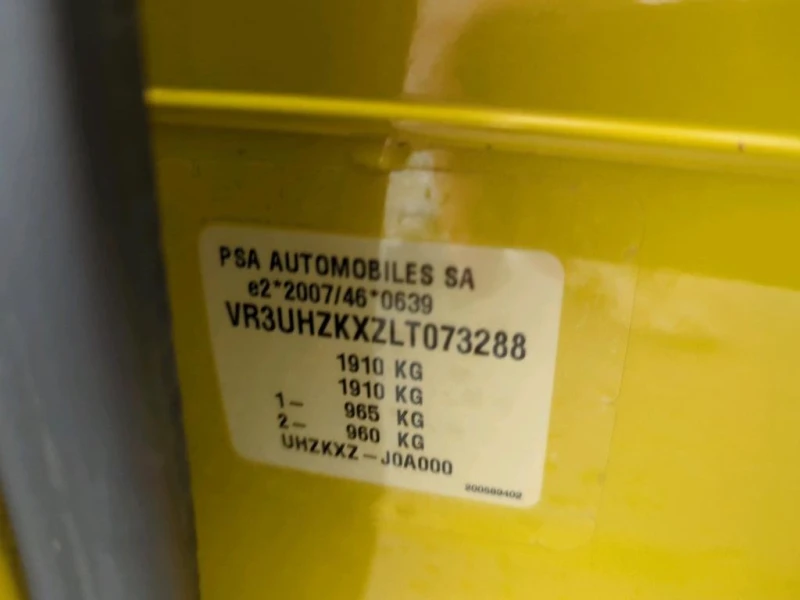 PSA AUTOMOBILES SA
e2*2007/46*0639
VR3UHZKXZLT073288
1910 KG
1910 KG
1– 965 KG
2– 960 KG
UHZKXZ–J0A000
200589402